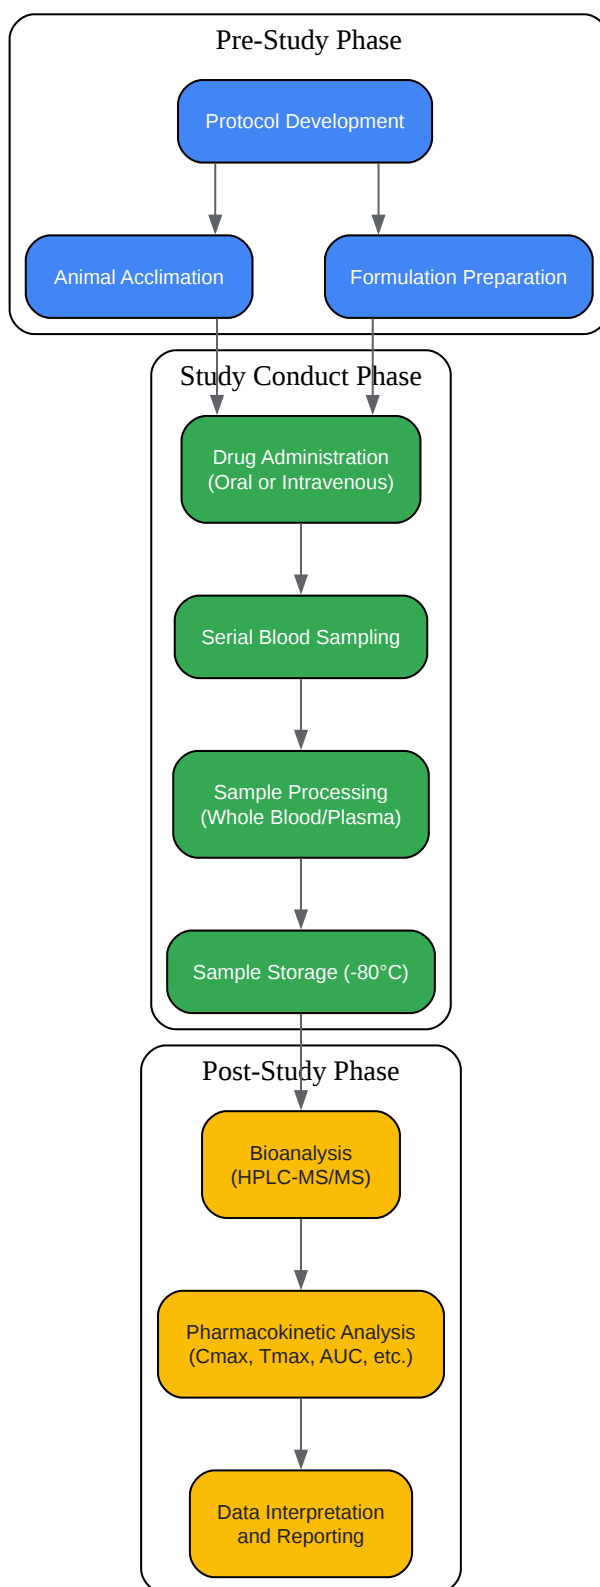 Pre-Study Phase
Protocol Development
Animal Acclimation
Formulation Preparation
Study Conduct Phase
Drug Administration
(Oral or Intravenous)
Serial Blood Sampling
Sample Processing
(Whole Blood/Plasma)
Sample Storage (-80°C)
Post-Study Phase
Bioanalysis
(HPLC-MS/MS)
Pharmacokinetic Analysis
(Cmax, Tmax, AUC, etc.)
Data Interpretation
and Reporting